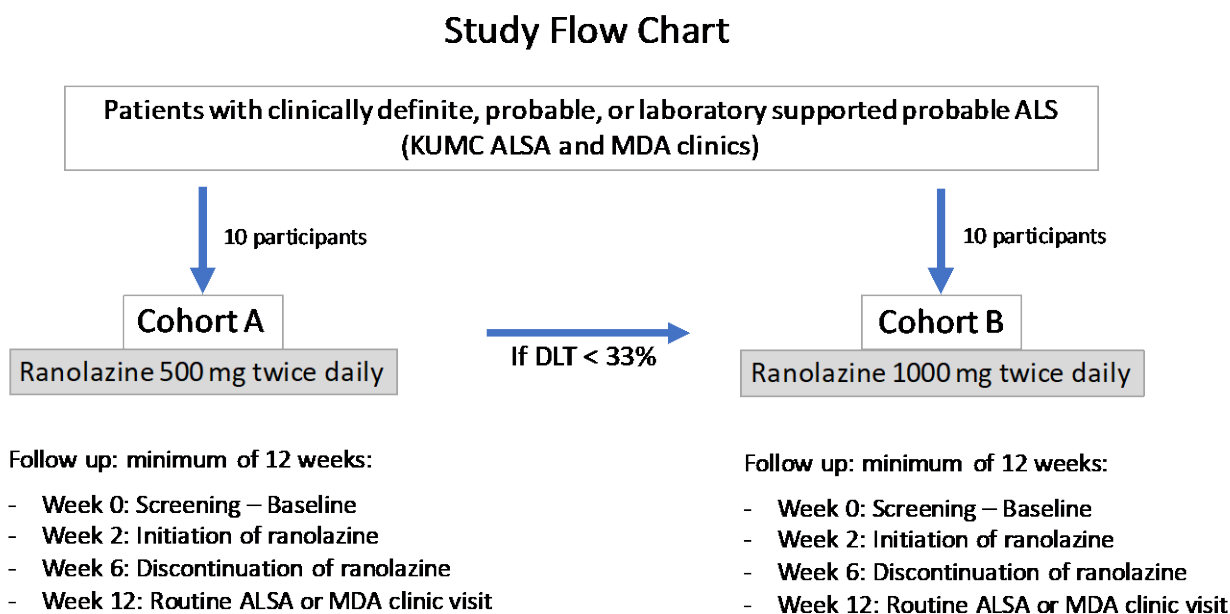 Study Flow Chart
Patients with clinically definite, probable, or laboratory supported probable ALS
(KUMC ALSA and MDA clinics)
10 participants
10 participants
Cohort A
Ranolazine 500 mg twice daily
If DLT < 33%
Cohort B
Ranolazine 1000 mg twice daily
Follow up: minimum of 12 weeks:
- Week 0: Screening – Baseline
- Week 2: Initiation of ranolazine
- Week 6: Discontinuation of ranolazine
- Week 12: Routine ALSA or MDA clinic visit
Follow up: minimum of 12 weeks:
- Week 0: Screening – Baseline
- Week 2: Initiation of ranolazine
- Week 6: Discontinuation of ranolazine
- Week 12: Routine ALSA or MDA clinic visit